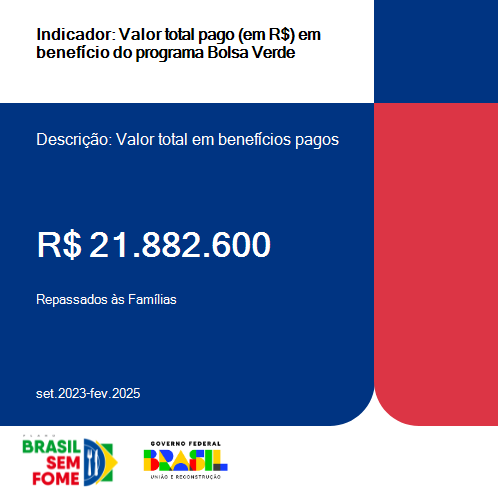 Indicador: Valor total pago (em R$) em
benefício do programa Bolsa Verde
Descrição: Valor total em benefícios pagos
R$ 21.882.600
Repassados às Famílias
set.2023-fev.2025
PLANO
BRASIL
SEM
FOME
GOVERNO FEDERAL
BRASIL
UNIÃO E RECONSTRUÇÃO